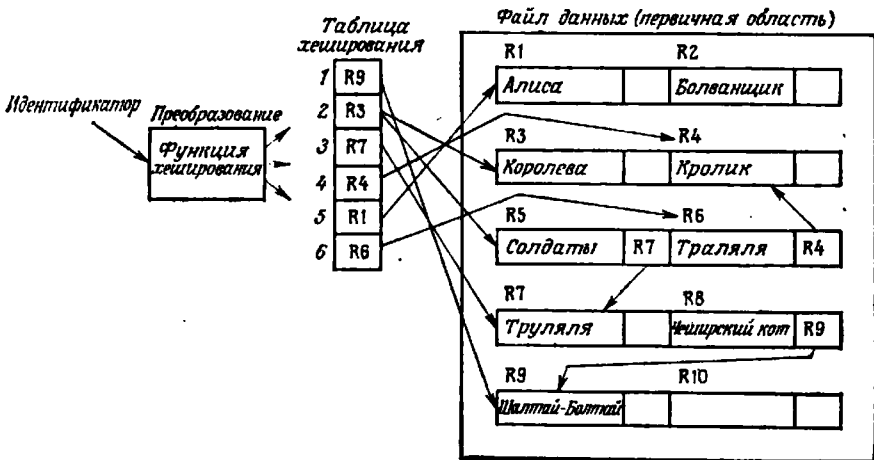 Файл данных (первичная область)
Таблица
хеширования
Идентификатор
Преобразование
Функция
хеширования
1 R9
2 R3
3 R7
4 R4
5 R1
6 R6
R1 R2
Алиса Болванщик
R3 R4
Королева Кролик
R5 R6
Солдаты R7 Траляля R4
R7 R8
Труляля Чеширский кот R9
R9 R10
Шалтай-Болтай